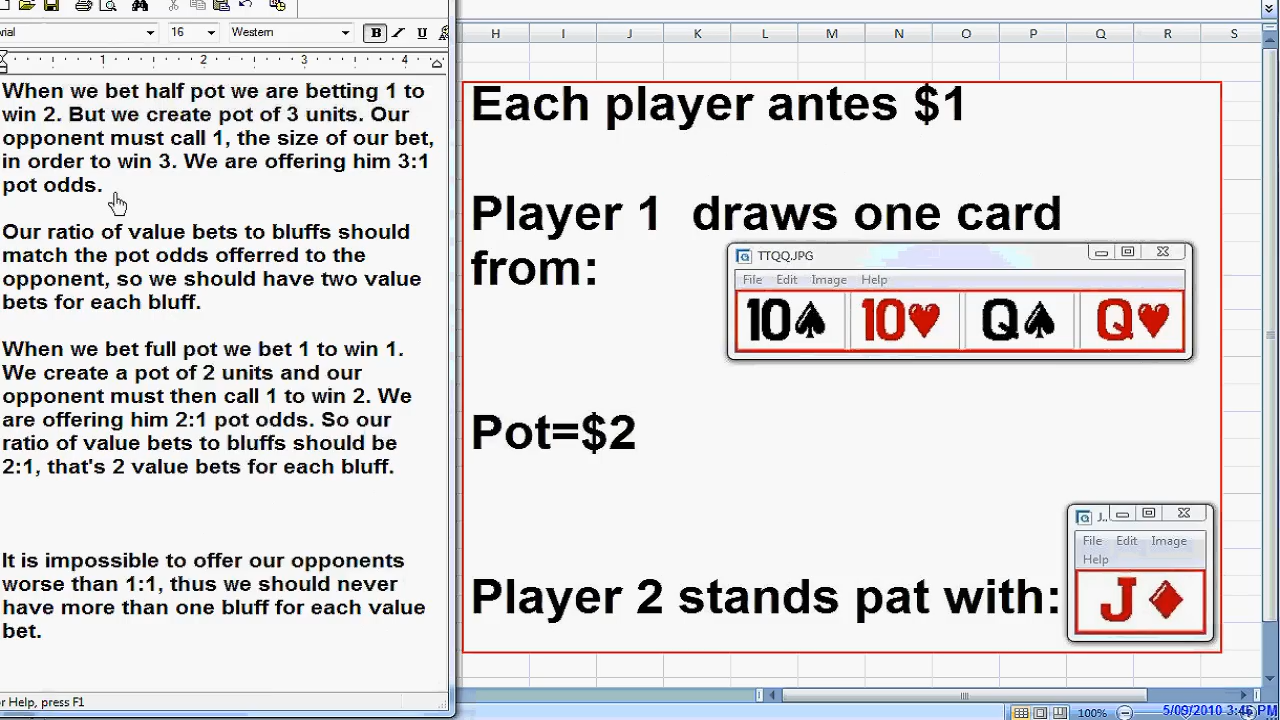 rial 16 Western B I U
1 2 3 4
When we bet half pot we are betting 1 to
win 2. But we create pot of 3 units. Our
opponent must call 1, the size of our bet,
in order to win 3. We are offering him 3:1
pot odds.
Our ratio of value bets to bluffs should
match the pot odds offerred to the
opponent, so we should have two value
bets for each bluff.
When we bet full pot we bet 1 to win 1.
We create a pot of 2 units and our
opponent must then call 1 to win 2. We
are offering him 2:1 pot odds. So our
ratio of value bets to bluffs should be
2:1, that's 2 value bets for each bluff.
It is impossible to offer our opponents
worse than 1:1, thus we should never
have more than one bluff for each value
bet.
or Help, press F1
H I J K L M N O P Q R S
Each player antes $1
Player 1 draws one card
from:
TTQQ.JPG
File Edit Image Help
10♠ 10♥ Q♠ Q♥
Pot=$2
Player 2 stands pat with:
J..
File Edit Image
Help
J♦
100%
5/09/2010 3:46 PM